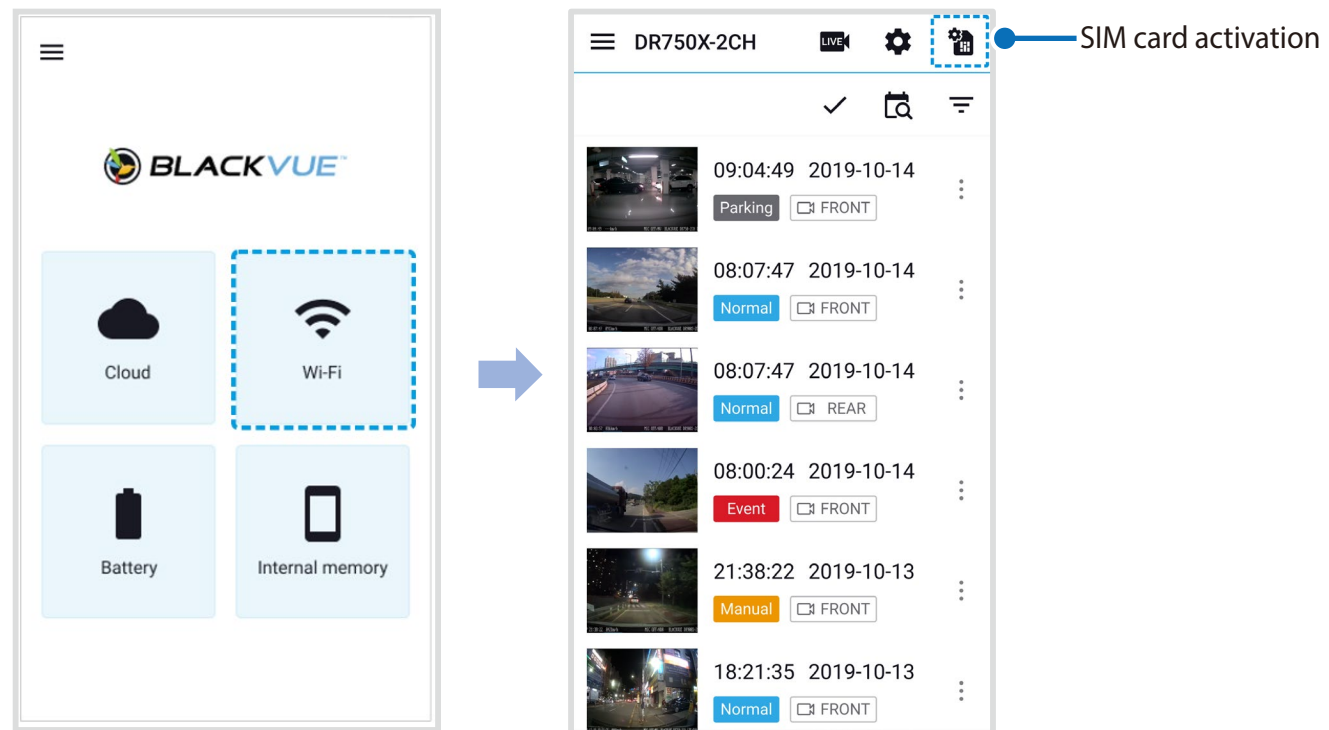 BLACKVUE™
Cloud
Wi-Fi
Battery
Internal memory
DR750X-2CH
LIVE
SIM card activation
09:04:49 2019-10-14
Parking FRONT
08:07:47 2019-10-14
Normal FRONT
08:07:47 2019-10-14
Normal REAR
08:00:24 2019-10-14
Event FRONT
21:38:22 2019-10-13
Manual FRONT
18:21:35 2019-10-13
Normal FRONT